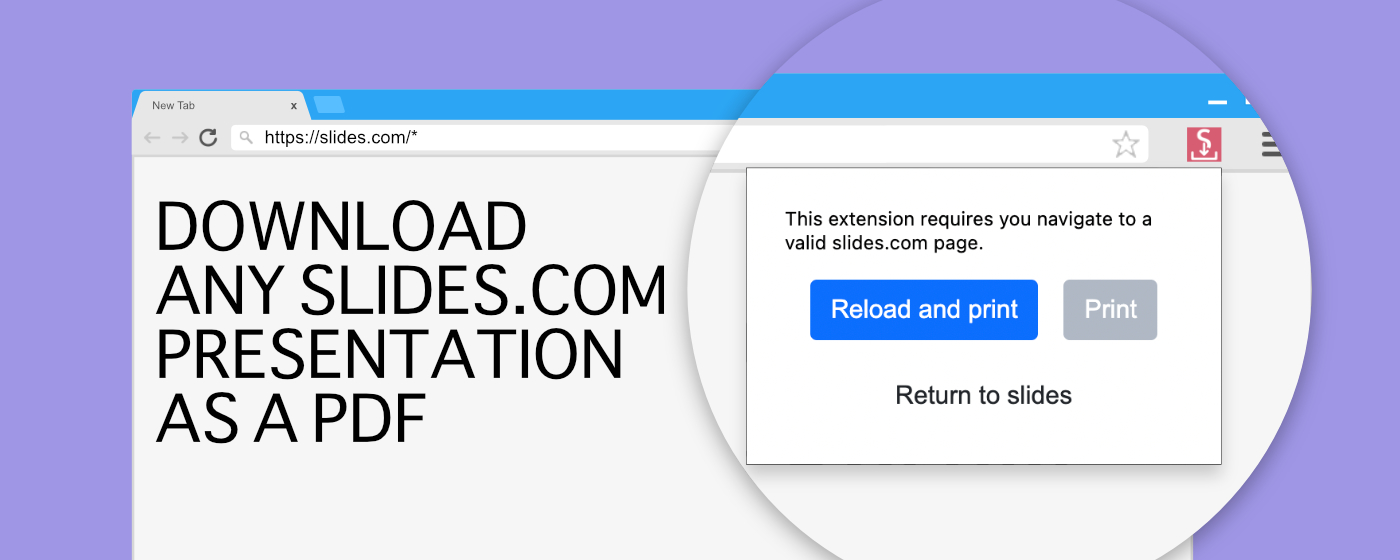 New Tab x
https://slides.com/*
DOWNLOAD
ANY SLIDES.COM
PRESENTATION
AS A PDF
S
This extension requires you navigate to a
valid slides.com page.
Reload and print Print
Return to slides